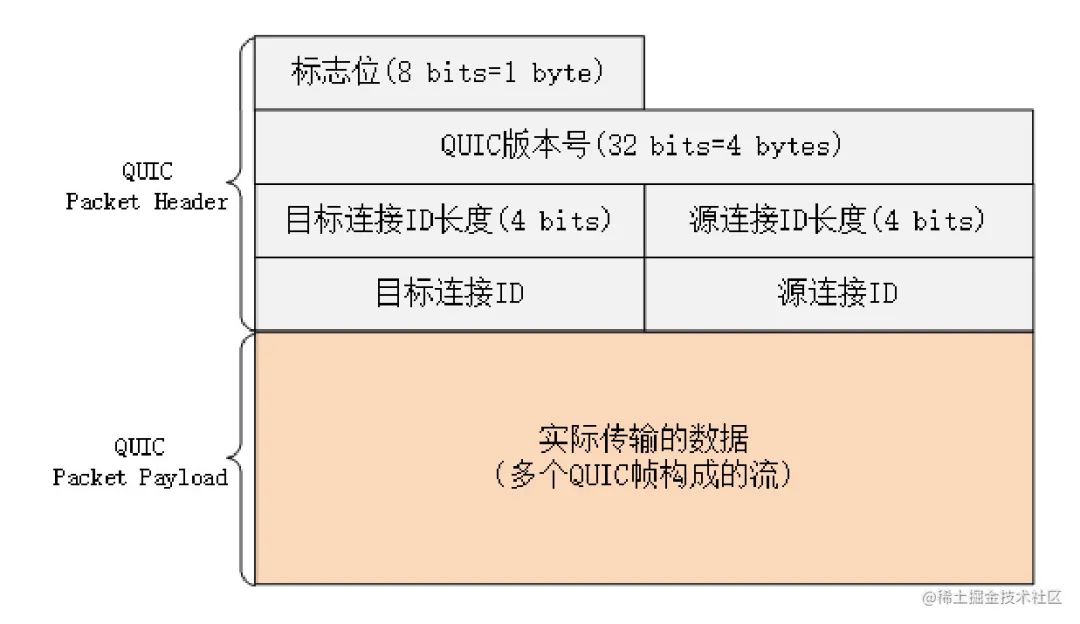 标志位(8 bits=1 byte)
QUIC版本号(32 bits=4 bytes)
QUIC
Packet Header
目标连接ID长度(4 bits)
源连接ID长度(4 bits)
目标连接ID
源连接ID
QUIC
Packet Payload
实际传输的数据
(多个QUIC帧构成的流)
@稀土掘金技术社区